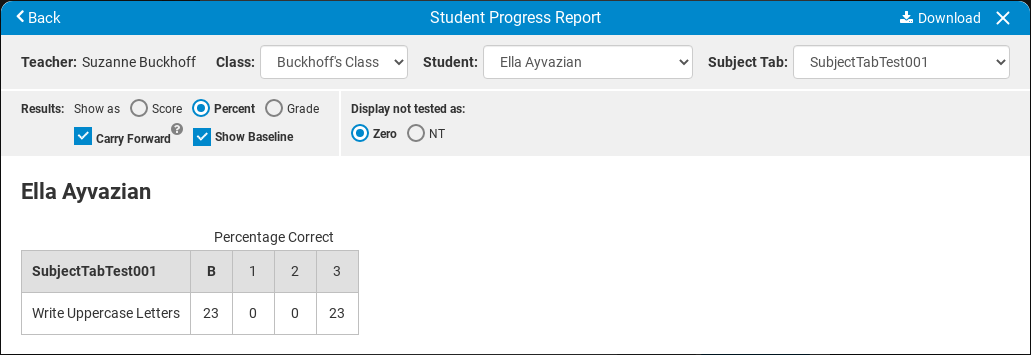 Back Student Progress Report Download
Teacher: Suzanne Buckhoff Class: Buckhoff's Class Student: Ella Ayvazian Subject Tab: SubjectTabTest001
Results: Show as Score Percent Grade Display not tested as:
Carry Forward ? Show Baseline Zero NT
Ella Ayvazian
Percentage Correct
SubjectTabTest001 B 1 2 3
Write Uppercase Letters 23 0 0 23